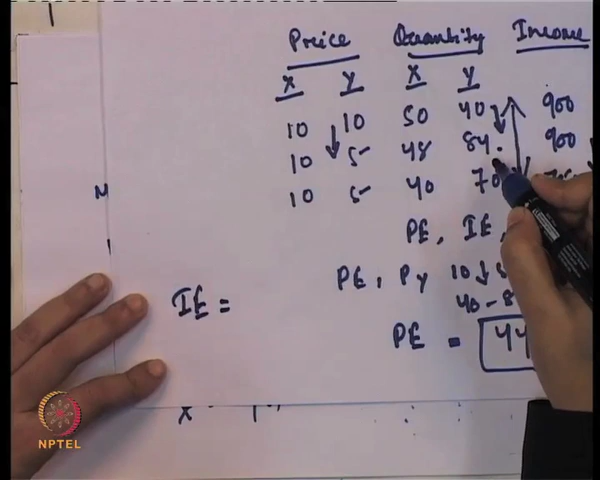 Price Quantity Income
X Y X Y
10 10 50 40 900
10 5 48 84 900
10 5 40 70
PE, IE,
PE, Py 10 ↓
40 - 8
IE =
PE = 44
NPTEL